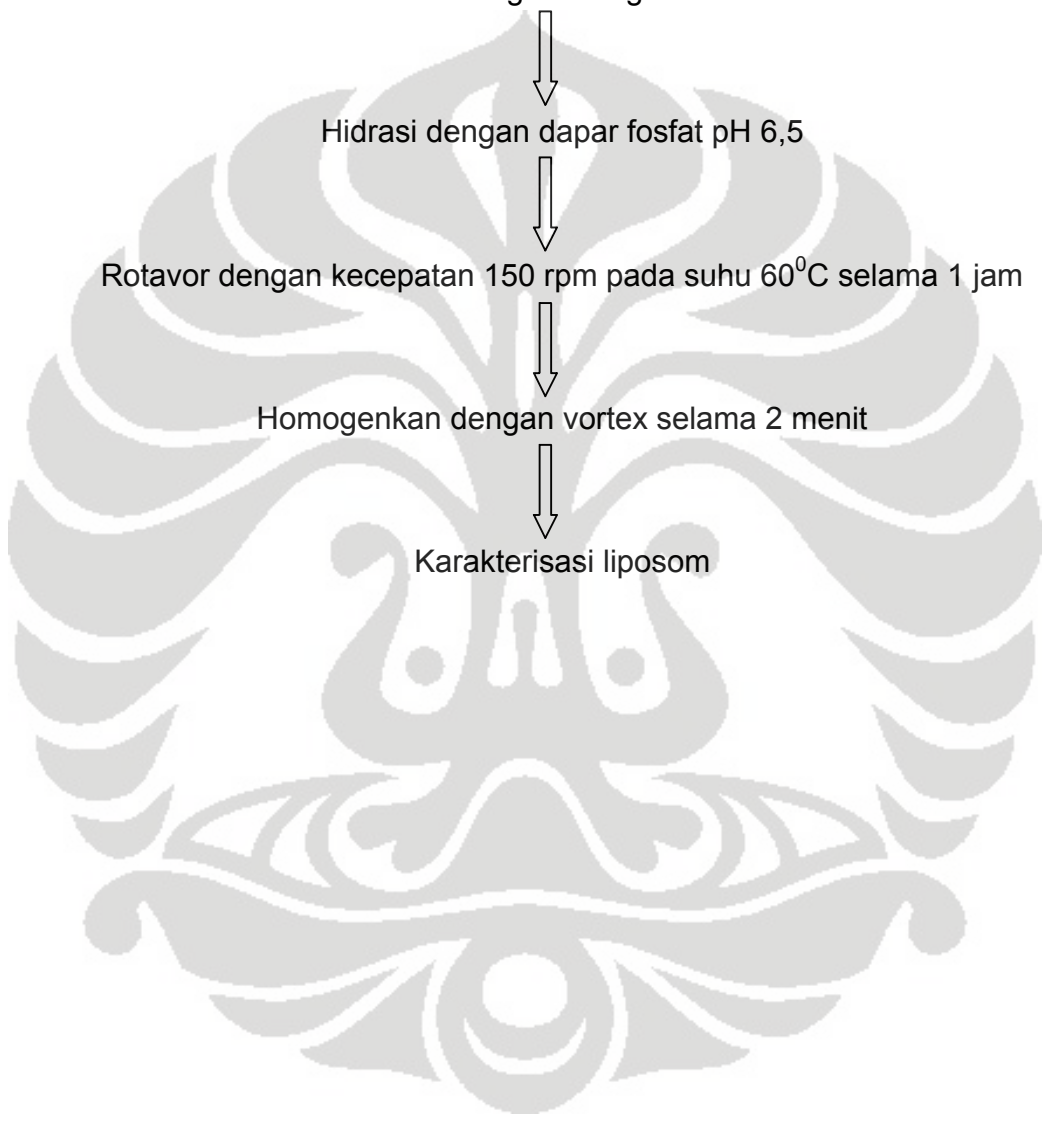 Hidrasi dengan dapar fosfat pH 6,5
Rotavor dengan kecepatan 150 rpm pada suhu 60⁰C selama 1 jam
Homogenkan dengan vortex selama 2 menit
Karakterisasi liposom